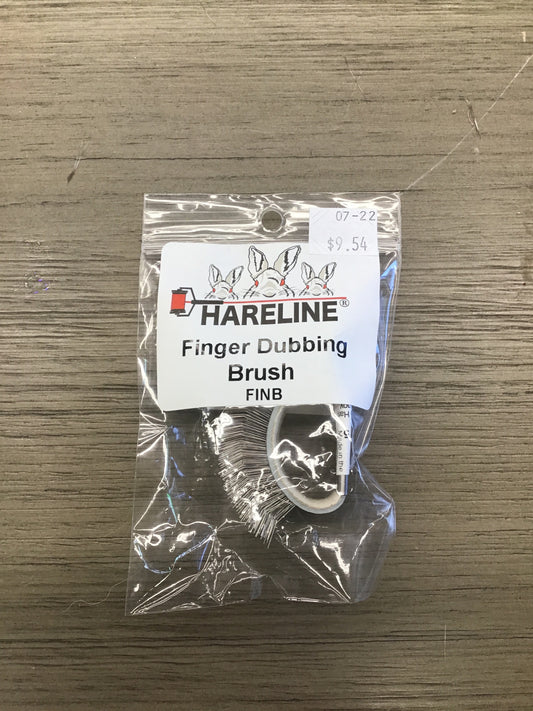 07-22
$9.54
HARELINE®
Finger Dubbing
Brush
FINB